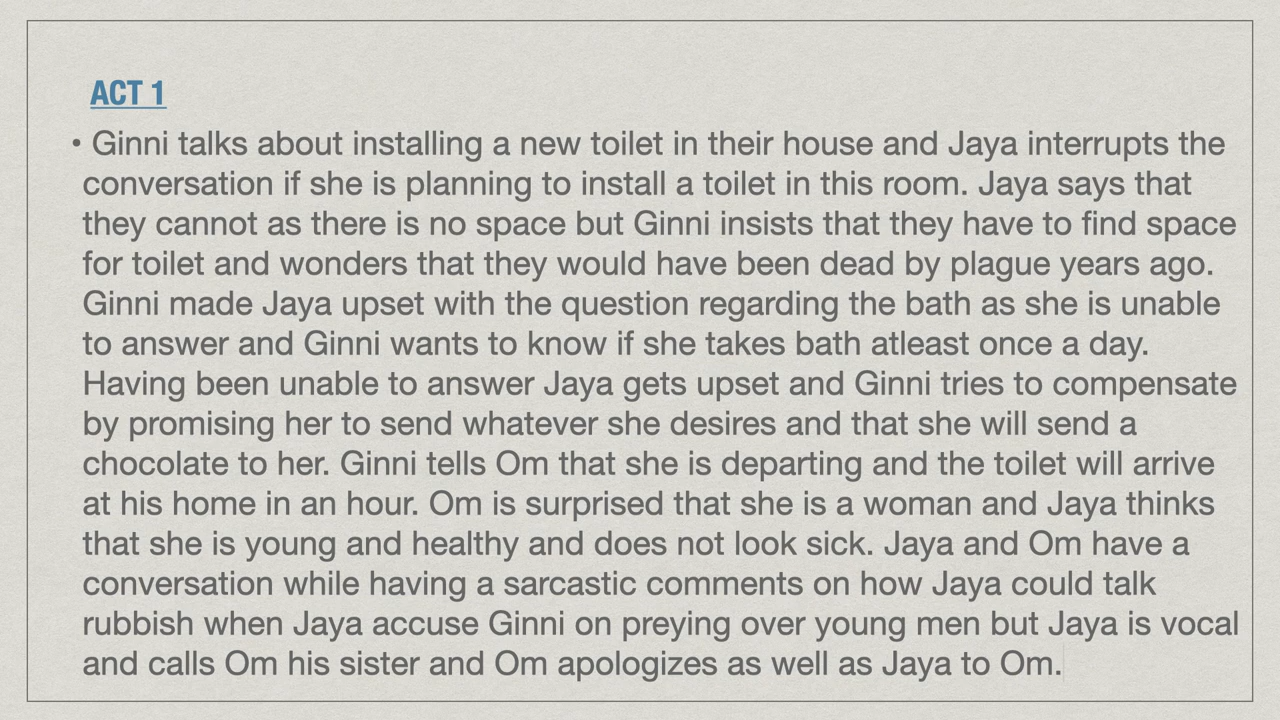 ACT 1
• Ginni talks about installing a new toilet in their house and Jaya interrupts the
conversation if she is planning to install a toilet in this room. Jaya says that
they cannot as there is no space but Ginni insists that they have to find space
for toilet and wonders that they would have been dead by plague years ago.
Ginni made Jaya upset with the question regarding the bath as she is unable
to answer and Ginni wants to know if she takes bath atleast once a day.
Having been unable to answer Jaya gets upset and Ginni tries to compensate
by promising her to send whatever she desires and that she will send a
chocolate to her. Ginni tells Om that she is departing and the toilet will arrive
at his home in an hour. Om is surprised that she is a woman and Jaya thinks
that she is young and healthy and does not look sick. Jaya and Om have a
conversation while having a sarcastic comments on how Jaya could talk
rubbish when Jaya accuse Ginni on preying over young men but Jaya is vocal
and calls Om his sister and Om apologizes as well as Jaya to Om.